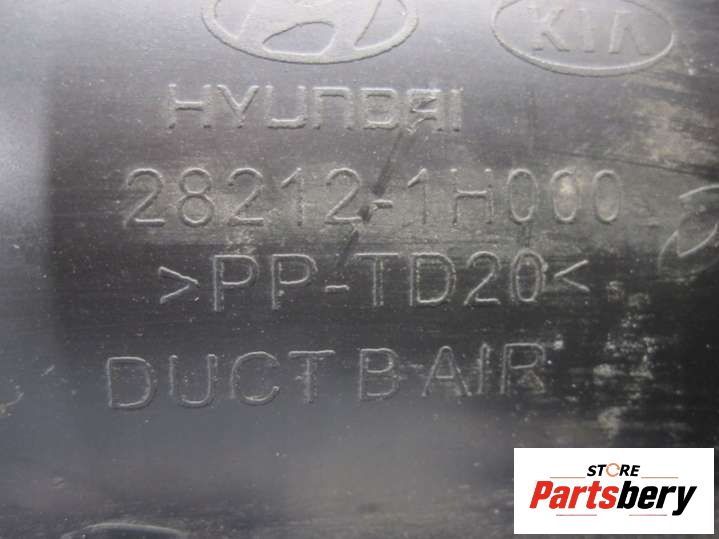 KIA
HYUNDAI
28212-1H000
>PP-TD20<
DUCT B AIR
STORE
Partsbery